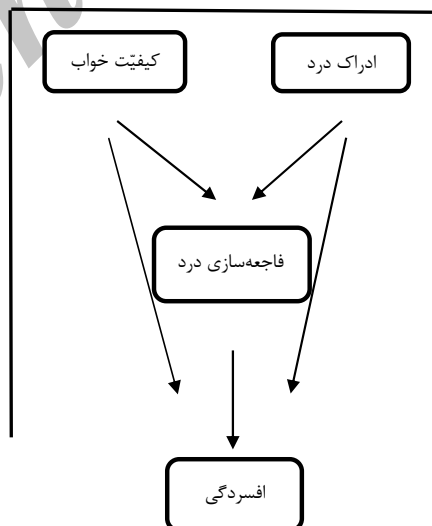 ادراک درد
کیفیّت خواب
فاجعه‌سازی درد
افسردگی